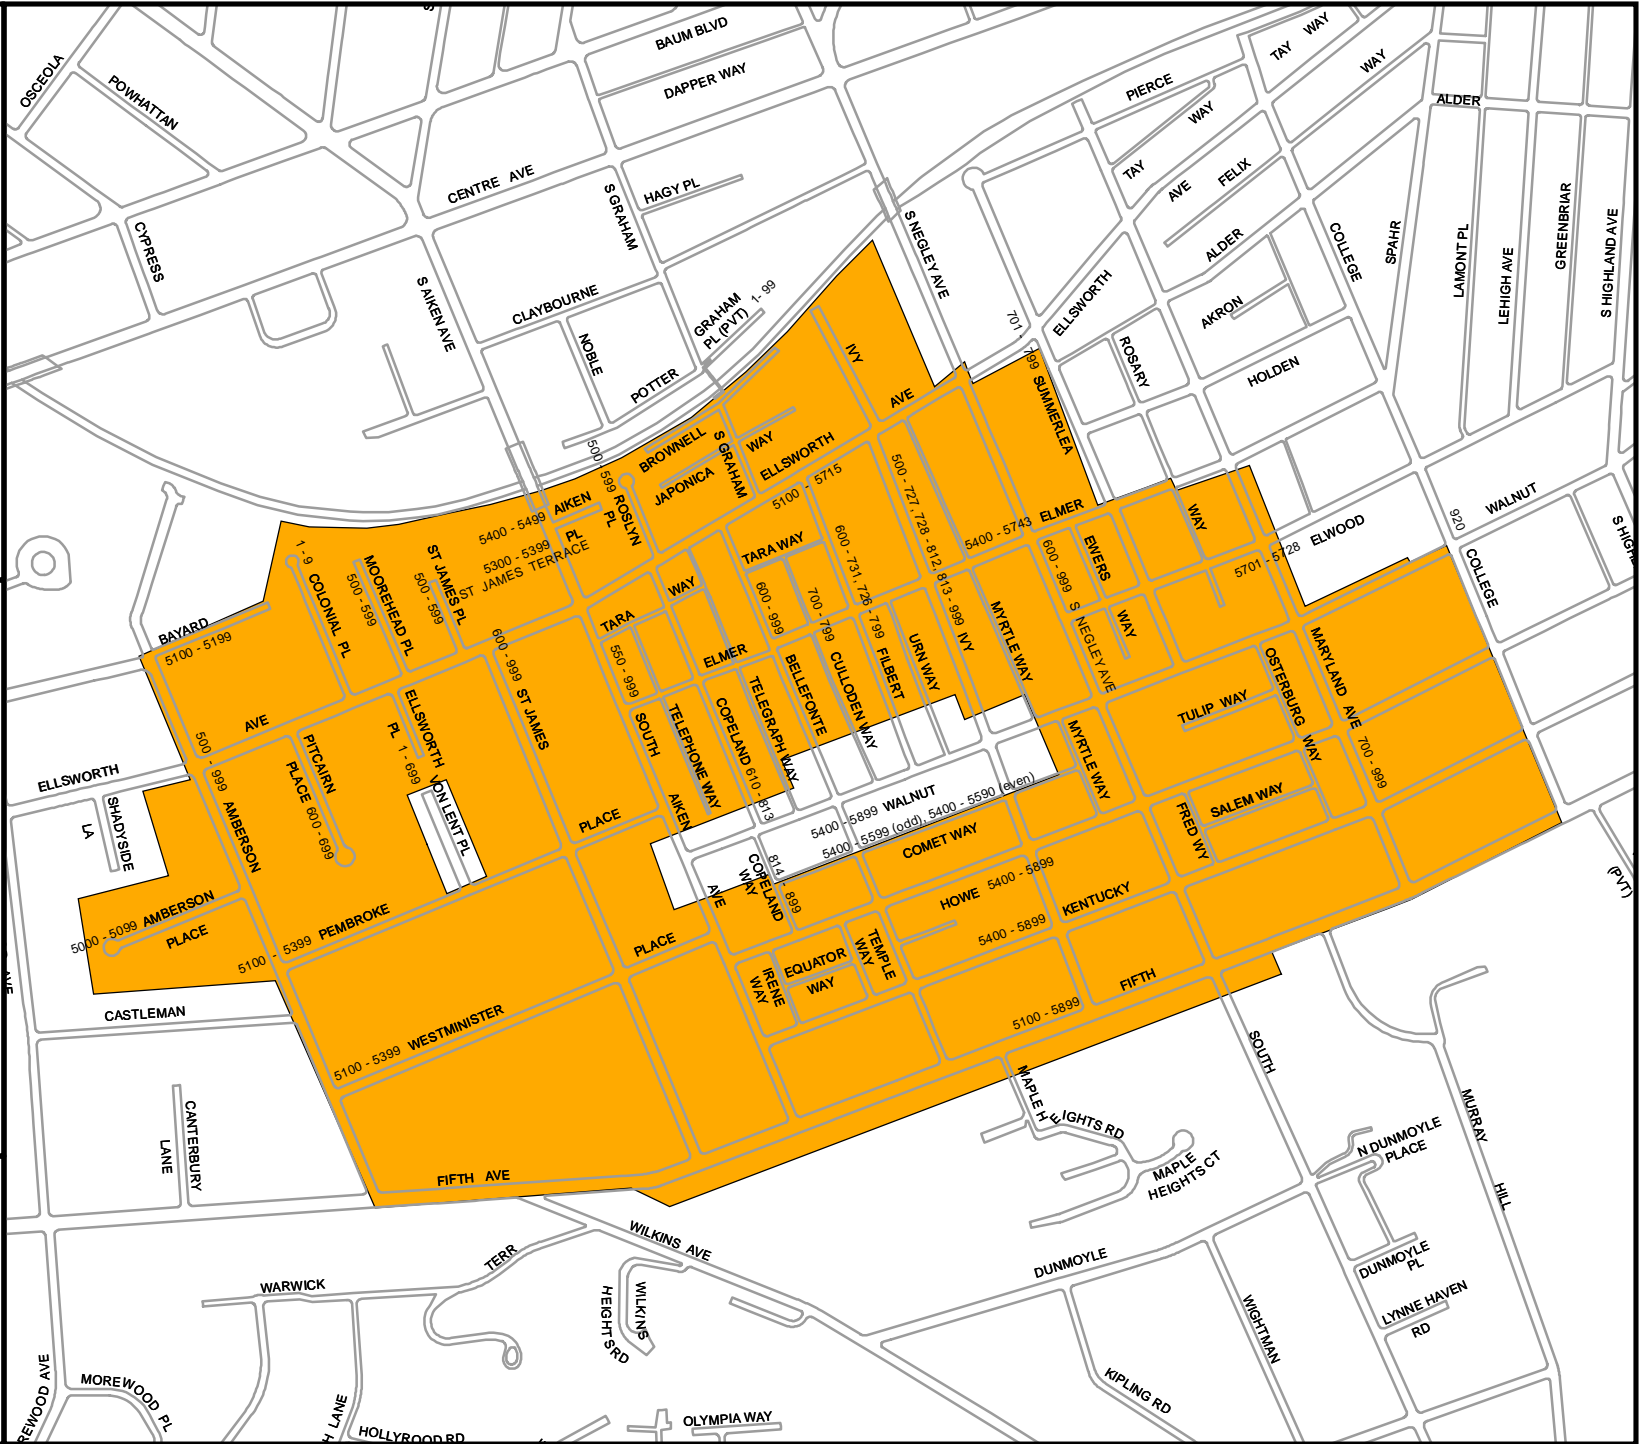 OSCEOLA
POWHATTAN
BAUM BLVD
DAPPER WAY
TAY WAY
WAY
PIERCE
WAY
ALDER
TAY
AVE
FELIX
CENTRE AVE
S GRAHAM
HAGY PL
CYPRESS
S AIKEN AVE
CLAYBOURNE
NOBLE
POTTER
GRAHAM
PL (PVT)
1- 99
S NEGLEY AVE
ELLSWORTH
ALDER
AKRON
COLLEGE
SPAHR
LAMONT PL
LEHIGH AVE
GREENBRIAR
S HIGHLAND AVE
ROSARY
HOLDEN
701 - 799
SUMMERLEA
IVY
AVE
BROWNELL
S GRAHAM
WAY
JAPONICA
ELLSWORTH
5100 - 5715
500 - 599
ROSLYN
PL
5400 - 5499
AIKEN
PL
5300 - 5399
ST JAMES TERRACE
1 - 9
COLONIAL PL
MOOREHEAD PL
500 - 599
ST JAMES PL
500 - 599
BAYARD
5100 - 5199
500 - 727, 728 - 812, 813 - 999 IVY
5400 - 5743 ELMER
TARA WAY
600 - 731, 726 - 799
FILBERT
600 - 999
BELLEFONTE
700 - 799
CULLODEN WAY
URN WAY
MYRTLE WAY
600 - 999 S NEGLEY AVE
EWERS
WAY
WAY
5701 - 5728
ELWOOD
WALNUT
920
COLLEGE
TARA
WAY
ELMER
550 - 999
SOUTH
AIKEN
AVE
TELEPHONE WAY
COPELAND 610 - 813
TELEGRAPH WAY
600 - 999
ST JAMES
ELLSWORTH
PL 1 - 699
VON LENT PL
AVE
PITCAIRN
PLACE 600 - 699
500 - 999
AMBERSON
ELLSWORTH
SHADYSIDE
LA
TULIP WAY
OSTERBURG
WAY
MARYLAND AVE 700 - 999
MYRTLE WAY
SALEM WAY
FRED WY
5400 - 5899 WALNUT
5400 - 5599 (odd), 5400 - 5590 (even)
COMET WAY
PLACE
COPELAND
WAY
814 - 899
HOWE 5400 - 5899
KENTUCKY
5400 - 5899
5000 - 5099 AMBERSON
PLACE
5100 - 5399 PEMBROKE
PLACE
EQUATOR
WAY
TEMPLE
WAY
IRENE
WAY
FIFTH
5100 - 5899
(PVT)
CASTLEMAN
5100 - 5399 WESTMINISTER
SOUTH
MAPLE HEIGHTS RD
MAPLE
HEIGHTS CT
MURRAY
HILL
N DUNMOYLE
PLACE
CANTERBURY
LANE
FIFTH AVE
WILKINS AVE
TERR
WARWICK
WILKINS
HEIGHTS RD
DUNMOYLE
DUNMOYLE
PL
LYNNE HAVEN
RD
WIGHTMAN
KIPLING RD
MOREWOOD PL
OLYMPIA WAY